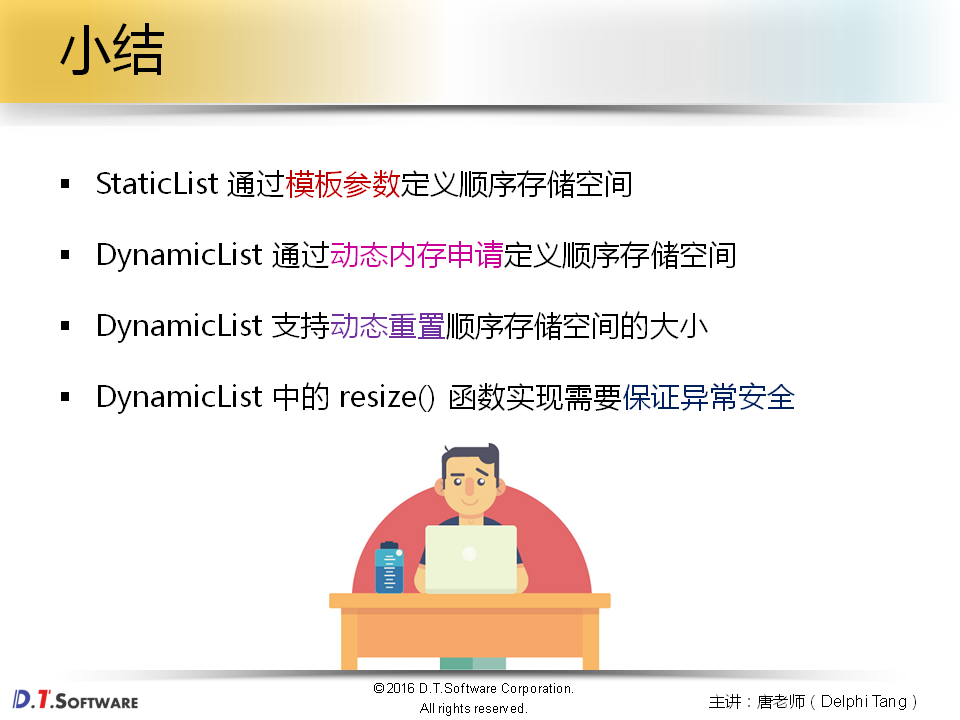 小结
▪ StaticList 通过模板参数定义顺序存储空间
▪ DynamicList 通过动态内存申请定义顺序存储空间
▪ DynamicList 支持动态重置顺序存储空间的大小
▪ DynamicList 中的 resize() 函数实现需要保证异常安全
D.T.SOFTWARE
©2016 D.T.Software Corporation.
All rights reserved.
主讲：唐老师（Delphi Tang）